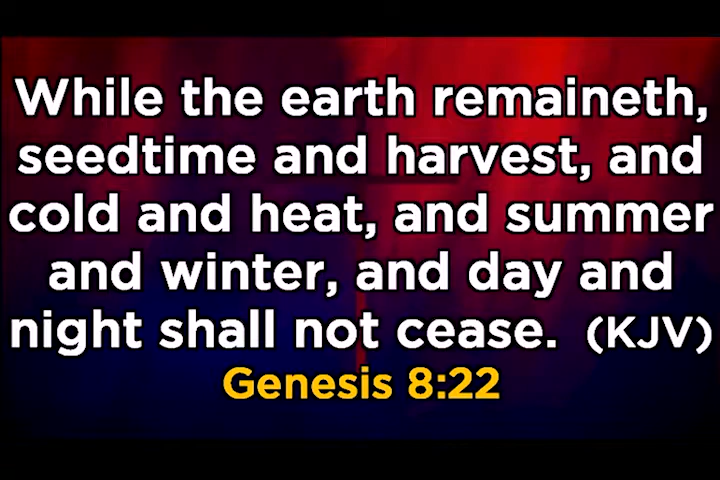 While the earth remaineth,
seedtime and harvest, and
cold and heat, and summer
and winter, and day and
night shall not cease. (KJV)
Genesis 8:22